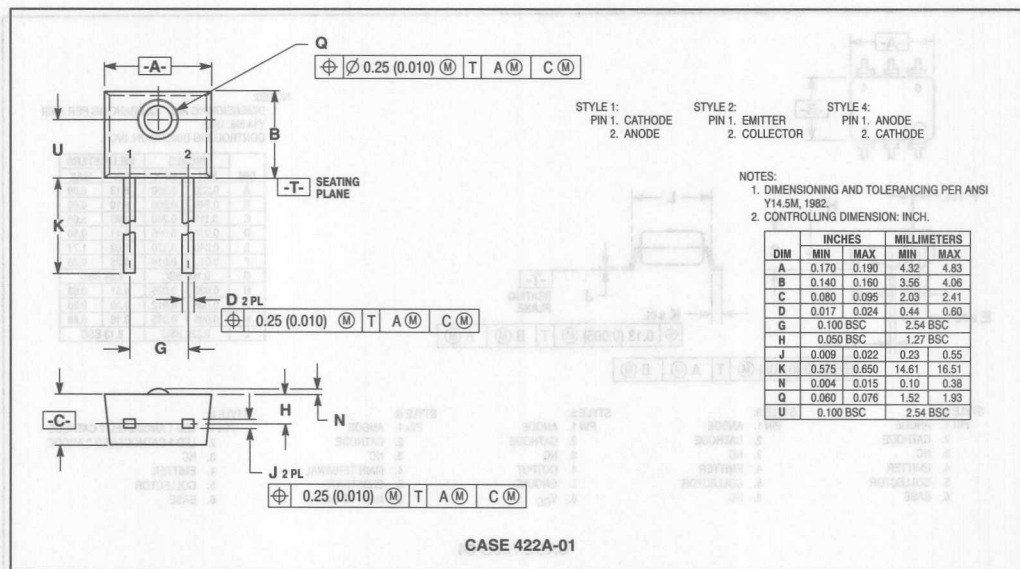 Q
-A-
⌖ ∅ 0.25 (0.010) Ⓜ T A Ⓜ C Ⓜ
STYLE 1:
PIN 1. CATHODE
2. ANODE
STYLE 2:
PIN 1. EMITTER
2. COLLECTOR
STYLE 4:
PIN 1. ANODE
2. CATHODE
U
B
1 2
-T- SEATING
PLANE
K
D 2 PL
⌖ 0.25 (0.010) Ⓜ T A Ⓜ C Ⓜ
G
NOTES:
1. DIMENSIONING AND TOLERANCING PER ANSI
Y14.5M, 1982.
2. CONTROLLING DIMENSION: INCH.
INCHES MILLIMETERS
DIM MIN MAX MIN MAX
A 0.170 0.190 4.32 4.83
B 0.140 0.160 3.56 4.06
C 0.080 0.095 2.03 2.41
D 0.017 0.024 0.44 0.60
G 0.100 BSC 2.54 BSC
H 0.050 BSC 1.27 BSC
J 0.009 0.022 0.23 0.55
K 0.575 0.650 14.61 16.51
N 0.004 0.015 0.10 0.38
Q 0.060 0.076 1.52 1.93
U 0.100 BSC 2.54 BSC
-C-
H
N
J 2 PL
⌖ 0.25 (0.010) Ⓜ T A Ⓜ C Ⓜ
CASE 422A-01